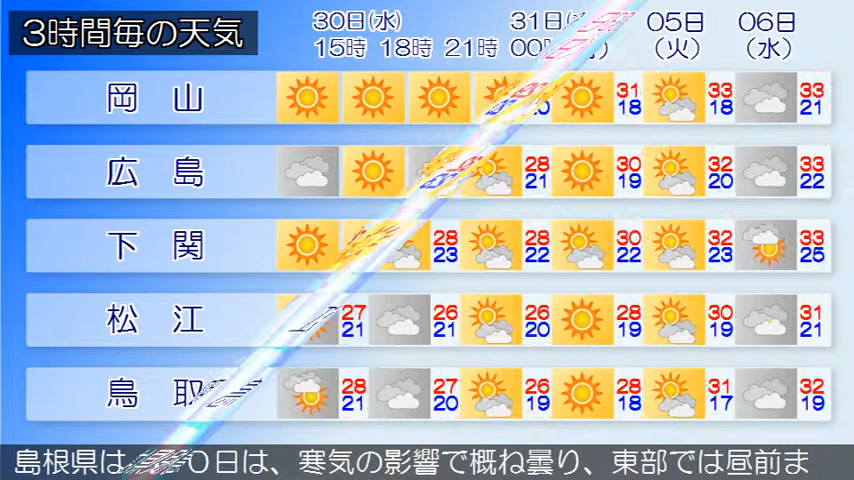 3時間毎の天気
30日(水) 31日 05日 06日
15時 18時 21時 00 (火) (水)
岡 山 31 18 33 18 33 21
広 島 28 21 30 19 32 20 33 22
下 関 28 23 28 22 30 22 32 23 33 25
松 江 27 21 26 21 26 20 28 19 30 19 31 21
鳥 取 28 21 27 20 26 19 28 18 31 17 32 19
島根県は 0日は、寒気の影響で概ね曇り、東部では昼前ま